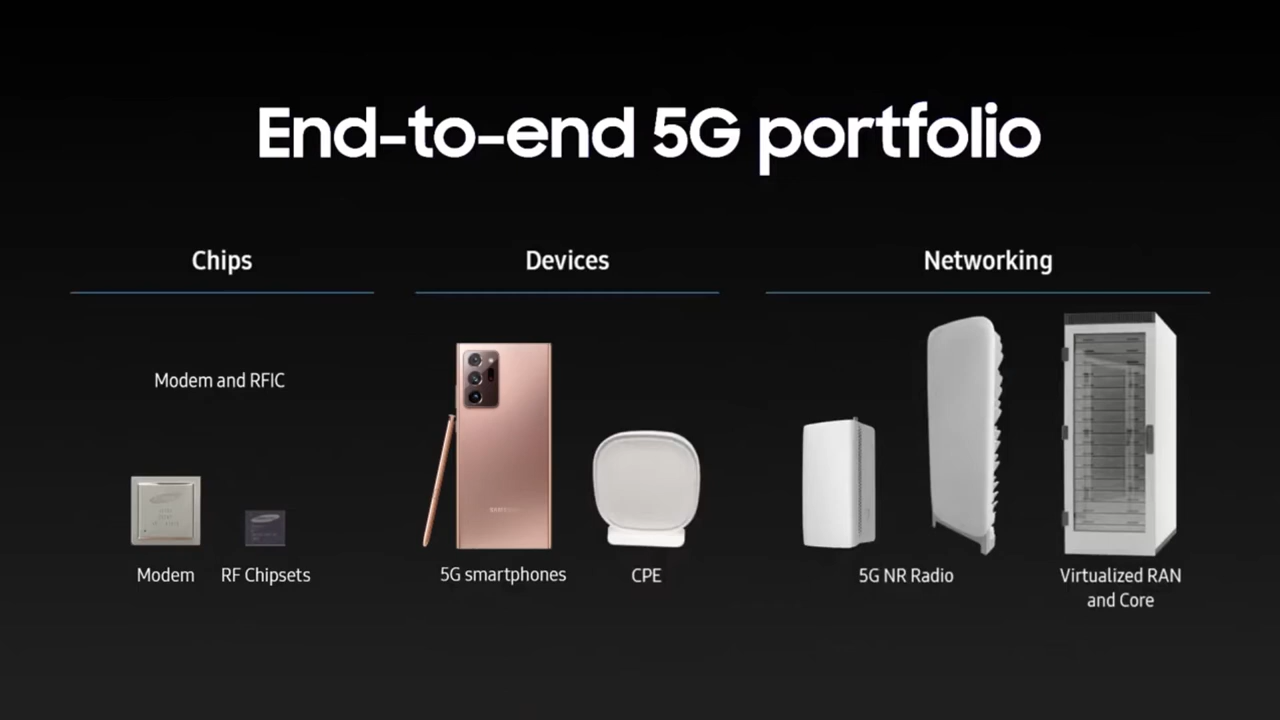 End-to-end 5G portfolio
Chips
Devices
Networking
Modem and RFIC
Modem
RF Chipsets
SAMSUNG
5G smartphones
CPE
5G NR Radio
Virtualized RAN
and Core